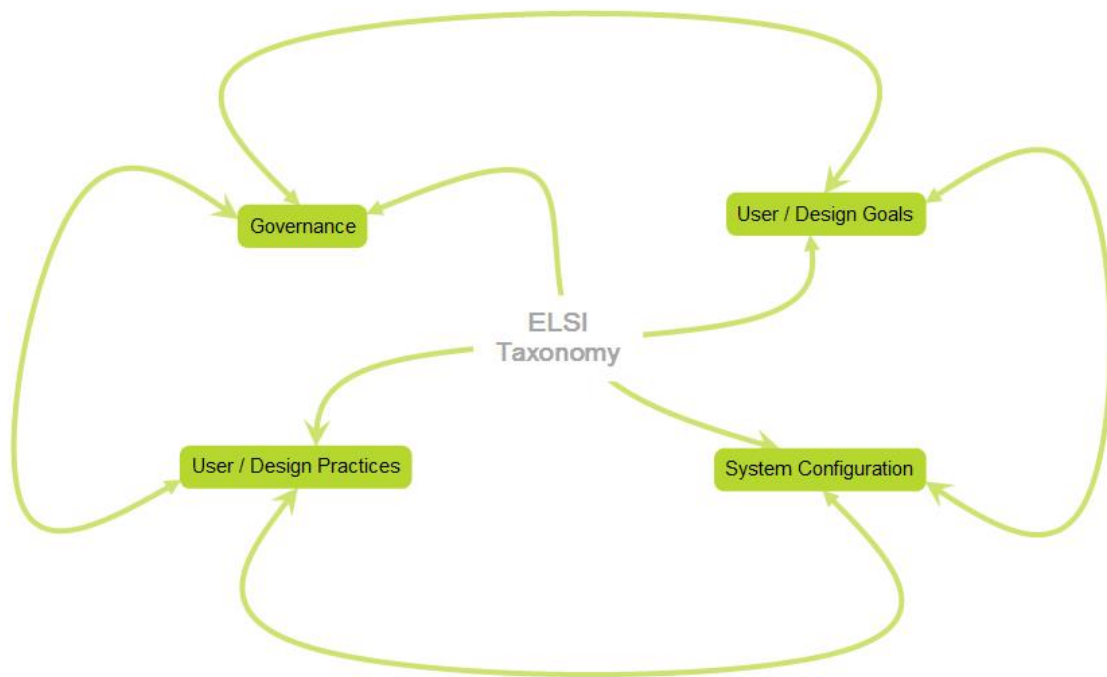 Governance
User / Design Goals
ELSI
Taxonomy
User / Design Practices
System Configuration